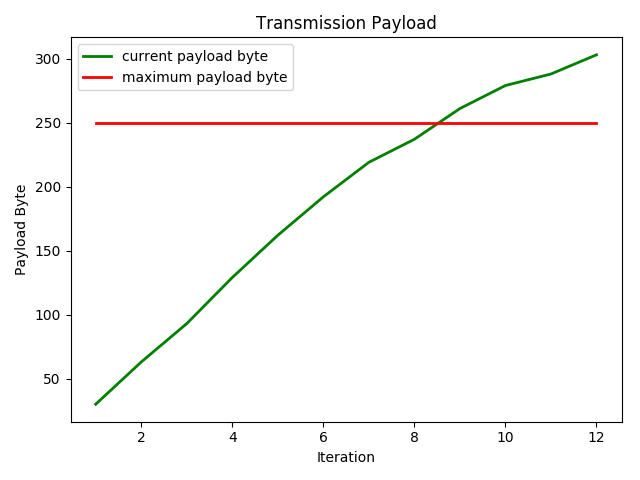 Transmission Payload
current payload byte
maximum payload byte
300
250
200
150
100
50
Payload Byte
2 4 6 8 10 12
Iteration